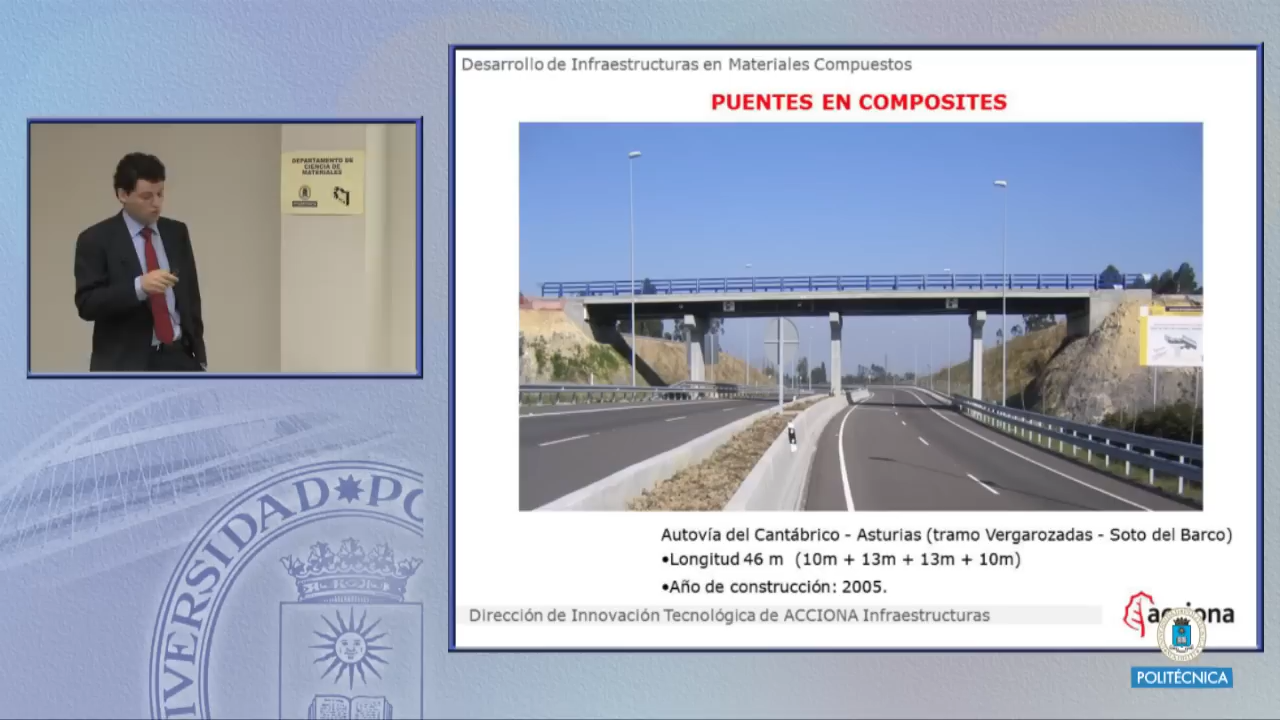 Desarrollo de Infraestructuras en Materiales Compuestos
PUENTES EN COMPOSITES
DEPARTAMENTO DE
CIENCIA DE
MATERIALES
Autovía del Cantábrico - Asturias (tramo Vergarozadas - Soto del Barco)
•Longitud 46 m (10m + 13m + 13m + 10m)
•Año de construcción: 2005.
Dirección de Innovación Tecnológica de ACCIONA Infraestructuras
acciona
POLITÉCNICA
VERSIDAD PO